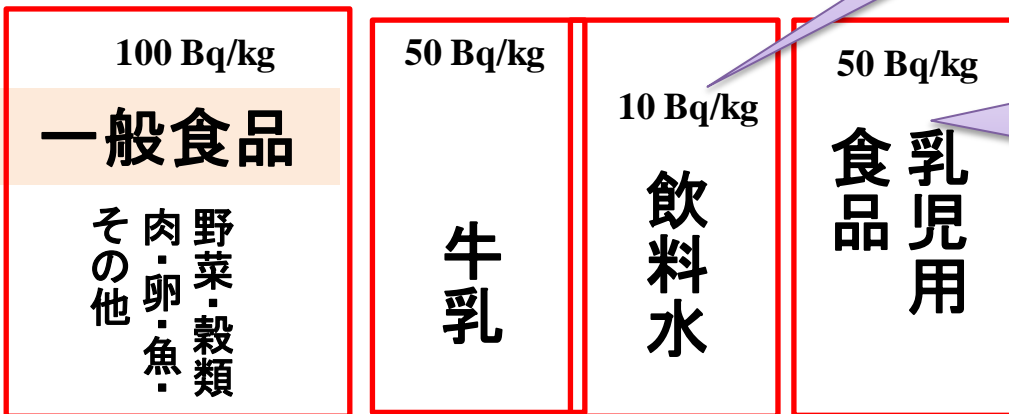 100 Bq/kg
一般食品
野菜・穀類
肉・卵・魚・
その他
50 Bq/kg
牛乳
10 Bq/kg
飲料水
50 Bq/kg
乳児用
食品